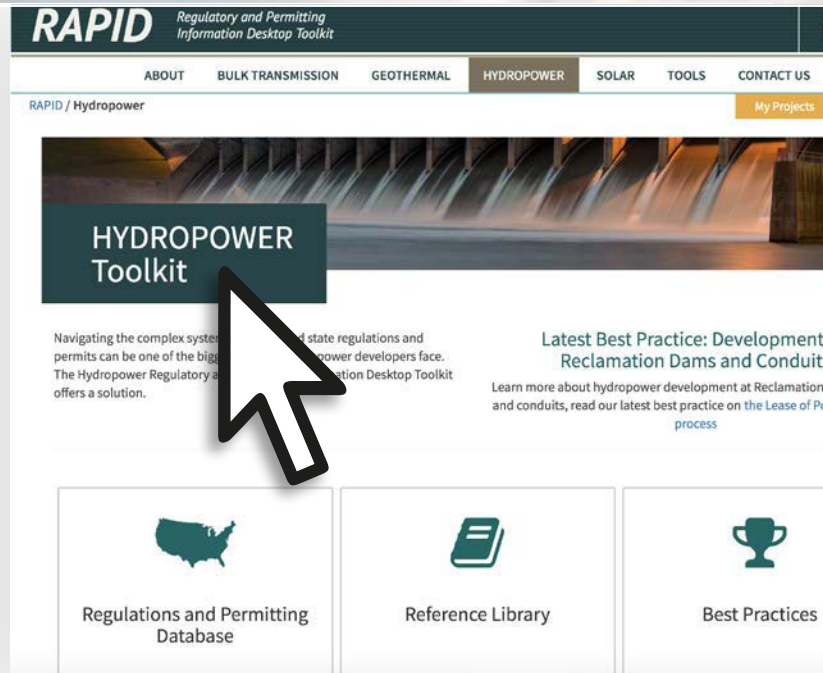 RAPID
Regulatory and Permitting
Information Desktop Toolkit
ABOUT BULK TRANSMISSION GEOTHERMAL HYDROPOWER SOLAR TOOLS CONTACT US
RAPID / Hydropower
My Projects
HYDROPOWER
Toolkit
Navigating the complex syste d state regulations and
permits can be one of the bigg power developers face.
The Hydropower Regulatory a ation Desktop Toolkit
offers a solution.
Latest Best Practice: Development
Reclamation Dams and Conduit
Learn more about hydropower development at Reclamation
and conduits, read our latest best practice on the Lease of Po
process
Regulations and Permitting
Database
Reference Library
Best Practices